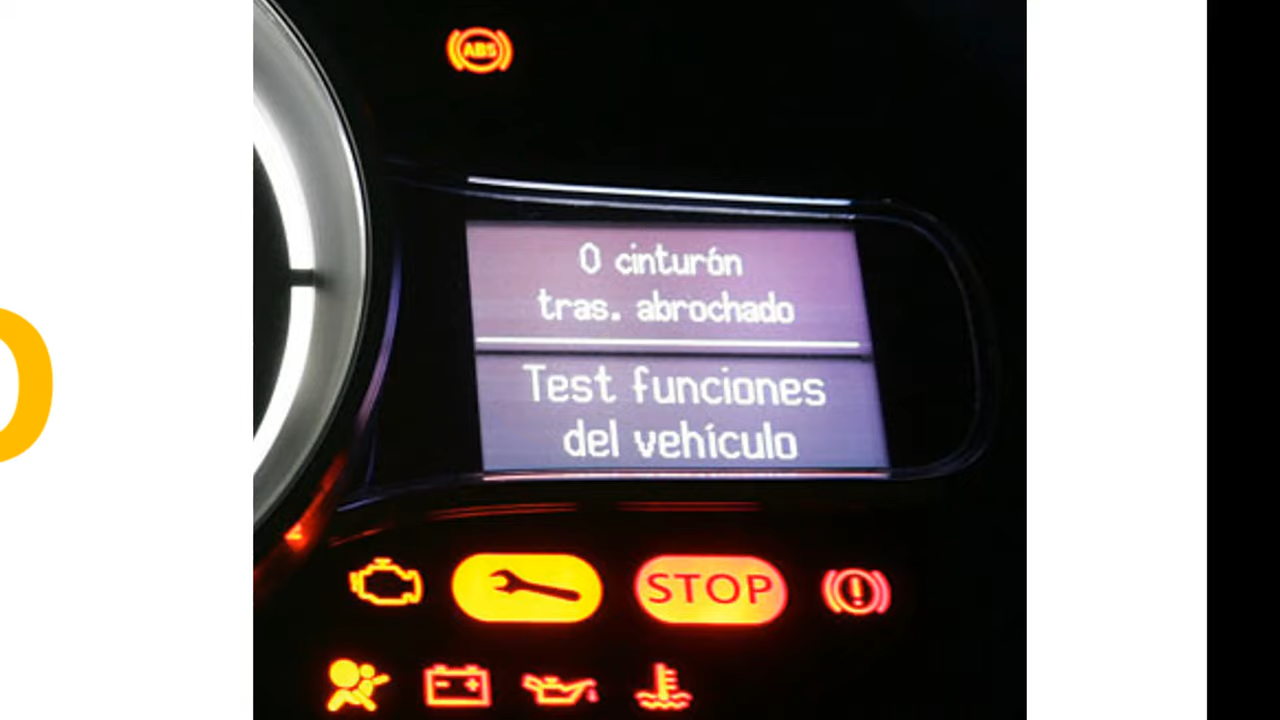 ABS
0 cinturón
tras. abrochado
Test funciones
del vehículo
STOP